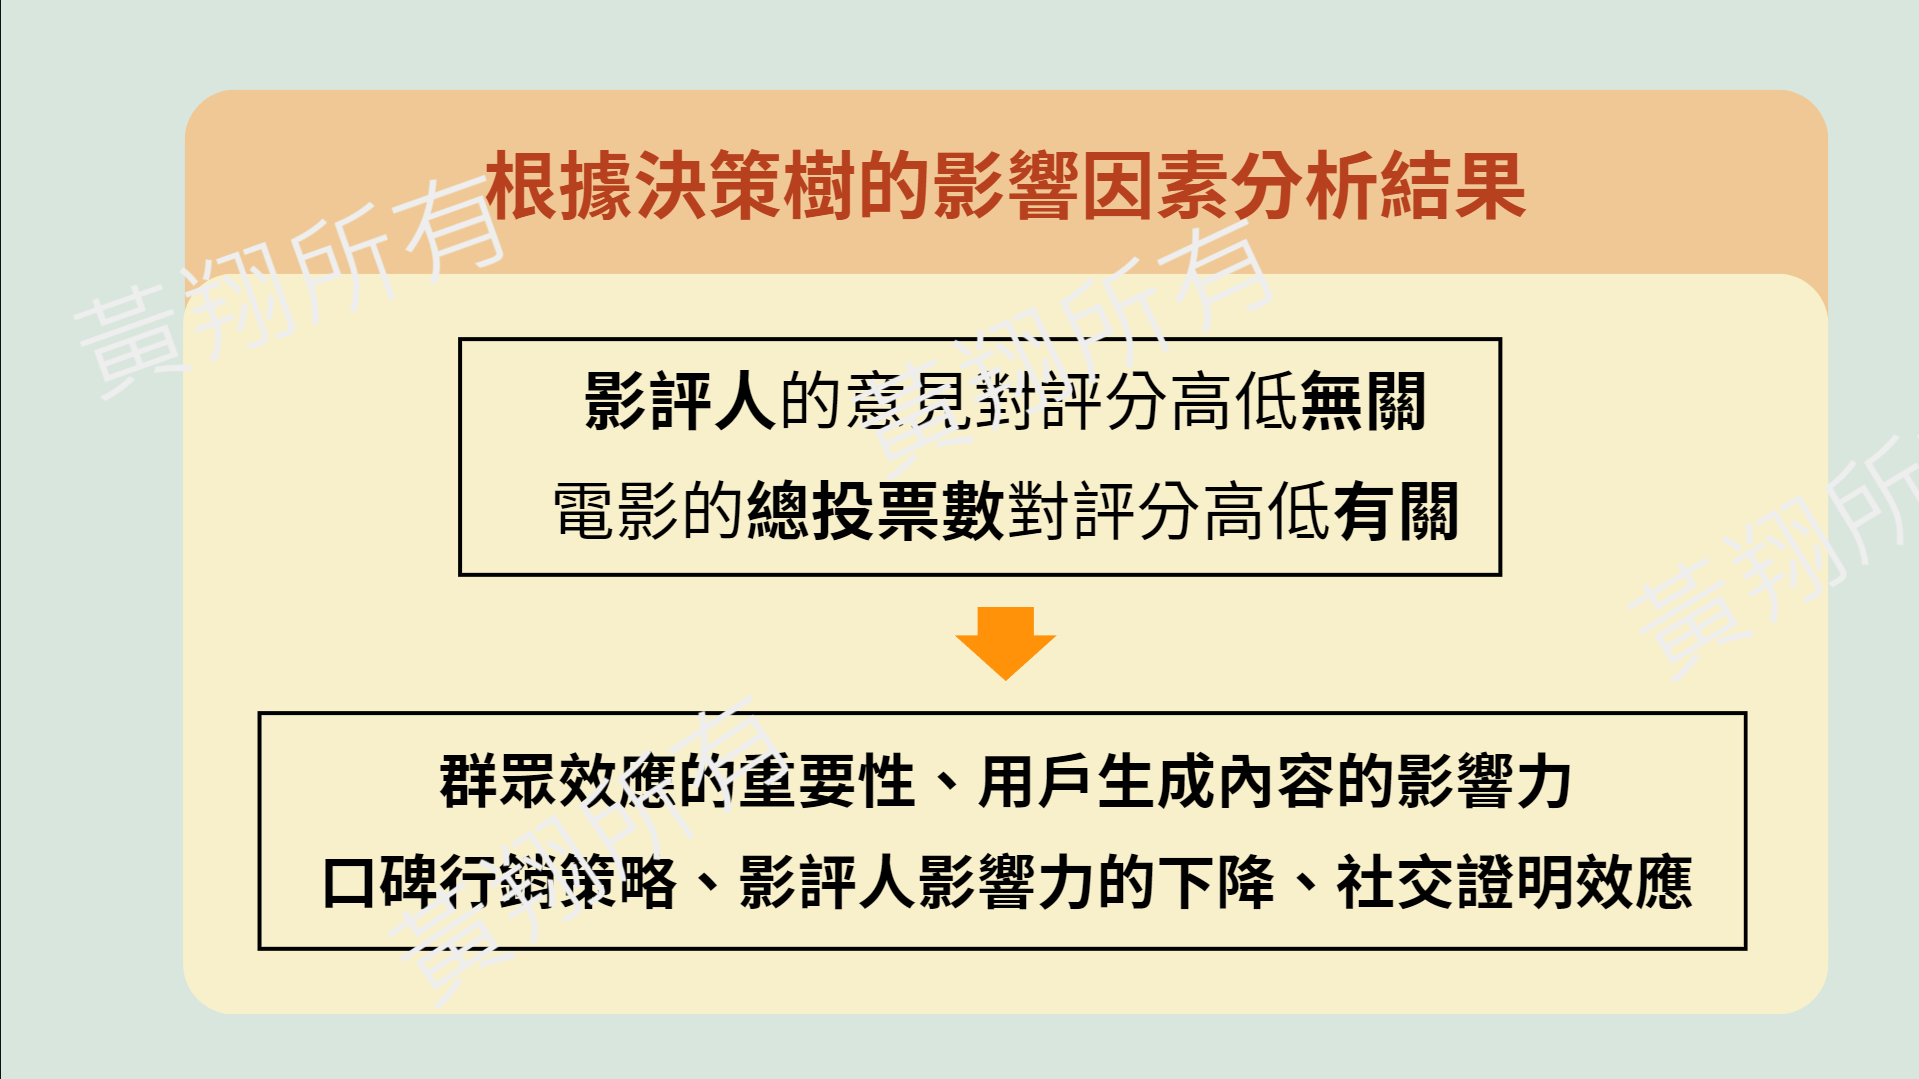 根據決策樹的影響因素分析結果
影評人的意見對評分高低無關
電影的總投票數對評分高低有關
群眾效應的重要性、用戶生成內容的影響力
口碑行銷策略、影評人影響力的下降、社交證明效應
黃翔所有
黃翔所有
黃翔所
黃翔所有